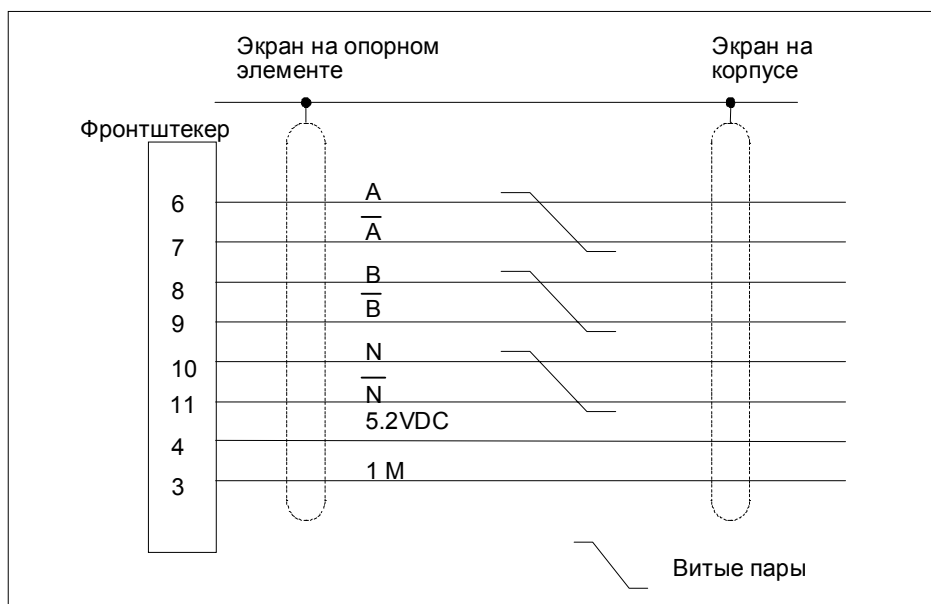 Экран на опорном
элементе
Экран на
корпусе
Фронтштекер
6
A
7
A̅
8
B
9
B̅
10
N
11
N̅
4
5.2VDC
3
1 M
Витые пары